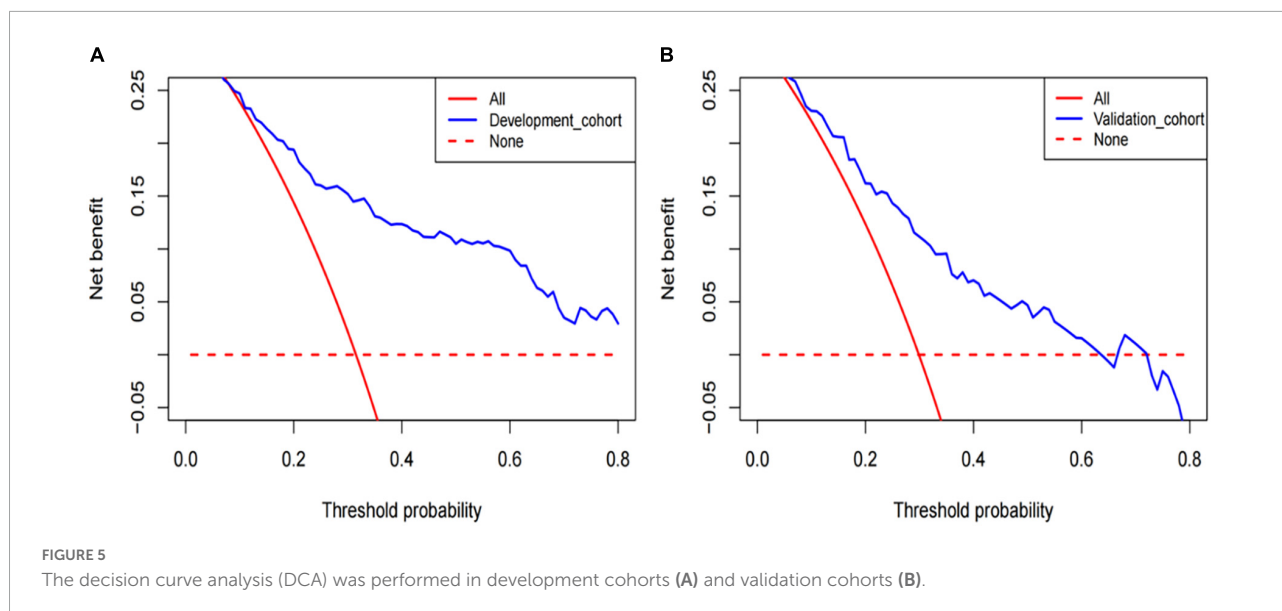 A
Net benefit
0.25
0.15
0.05
−0.05
All
Development_cohort
None
0.0 0.2 0.4 0.6 0.8
Threshold probability
B
Net benefit
0.25
0.15
0.05
−0.05
All
Validation_cohort
None
0.0 0.2 0.4 0.6 0.8
Threshold probability
FIGURE 5
The decision curve analysis (DCA) was performed in development cohorts (A) and validation cohorts (B).